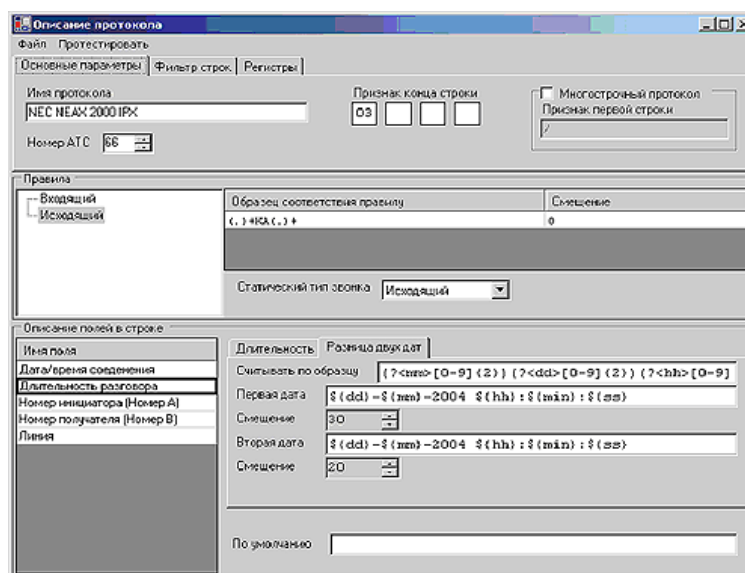 Описание протокола
Файл Протестировать
Основные параметры Фильтр строк Регистры
Имя протокола
NEC NEAX 2000 IPX
Номер АТС 66
Признак конца строки
03
Многострочный протокол
Признак первой строки
/
Правила
Входящий
Исходящий
Образец соответствия правилу Смещение
(.)+KA(.)+ 0
Статический тип звонка Исходящий
Описание полей в строке
Имя поля
Дата/время соединения
Длительность разговора
Номер инициатора (Номер А)
Номер получателя (Номер В)
Линия
Длительность Разница двух дат
Считывать по образцу (?<mm>[0-9]{2})(?<dd>[0-9]{2})(?<hh>[0-9]
Первая дата $(dd)-$(mm)-2004 $(hh):$(min):$(ss)
Смещение 30
Вторая дата $(dd)-$(mm)-2004 $(hh):$(min):$(ss)
Смещение 20
По умолчанию